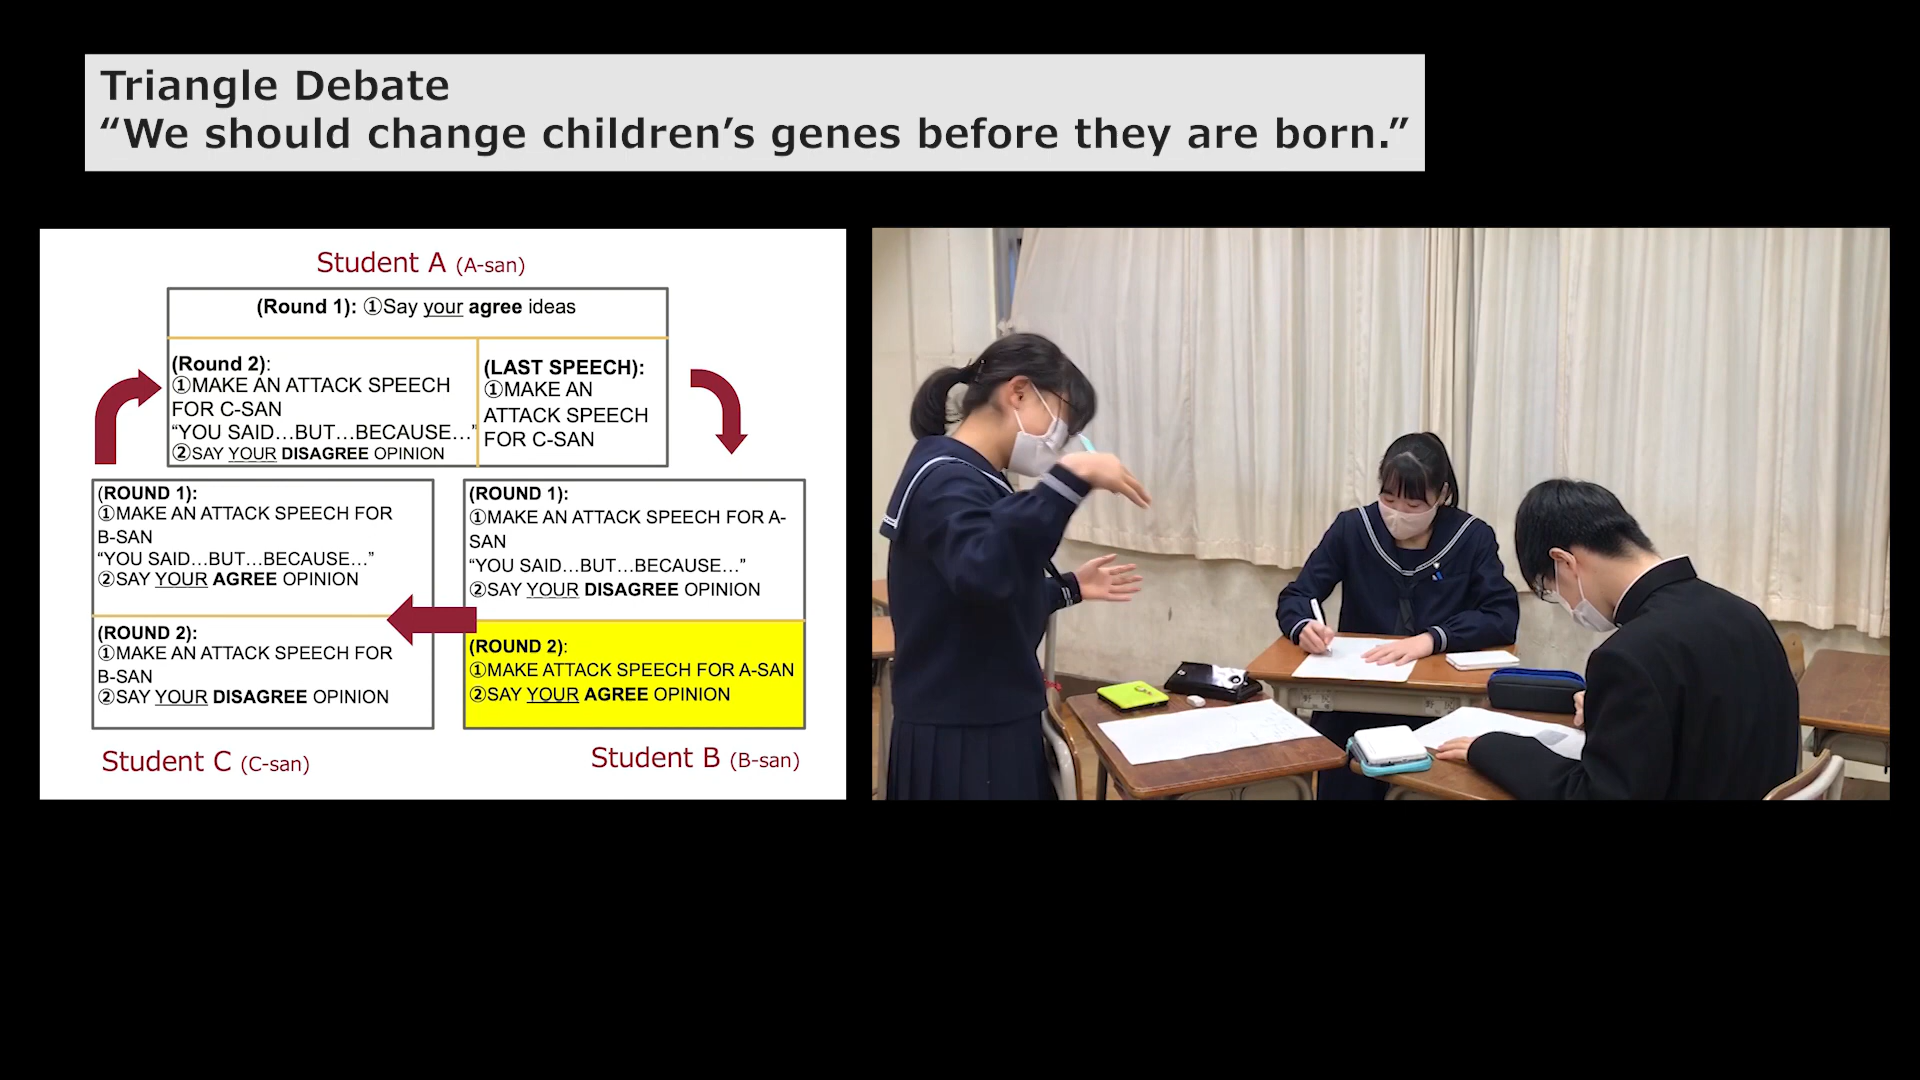 Triangle Debate
“We should change children’s genes before they are born.”
Student A (A-san)
(Round 1): ①Say your agree ideas
(Round 2):
①MAKE AN ATTACK SPEECH
FOR C-SAN
“YOU SAID…BUT…BECAUSE…”
②SAY YOUR DISAGREE OPINION
(LAST SPEECH):
①MAKE AN
ATTACK SPEECH
FOR C-SAN
(ROUND 1):
①MAKE AN ATTACK SPEECH FOR
B-SAN
“YOU SAID…BUT…BECAUSE…”
②SAY YOUR AGREE OPINION
(ROUND 2):
①MAKE AN ATTACK SPEECH FOR
B-SAN
②SAY YOUR DISAGREE OPINION
(ROUND 1):
①MAKE AN ATTACK SPEECH FOR A-
SAN
“YOU SAID…BUT…BECAUSE…”
②SAY YOUR DISAGREE OPINION
(ROUND 2):
①MAKE ATTACK SPEECH FOR A-SAN
②SAY YOUR AGREE OPINION
Student C (C-san)
Student B (B-san)